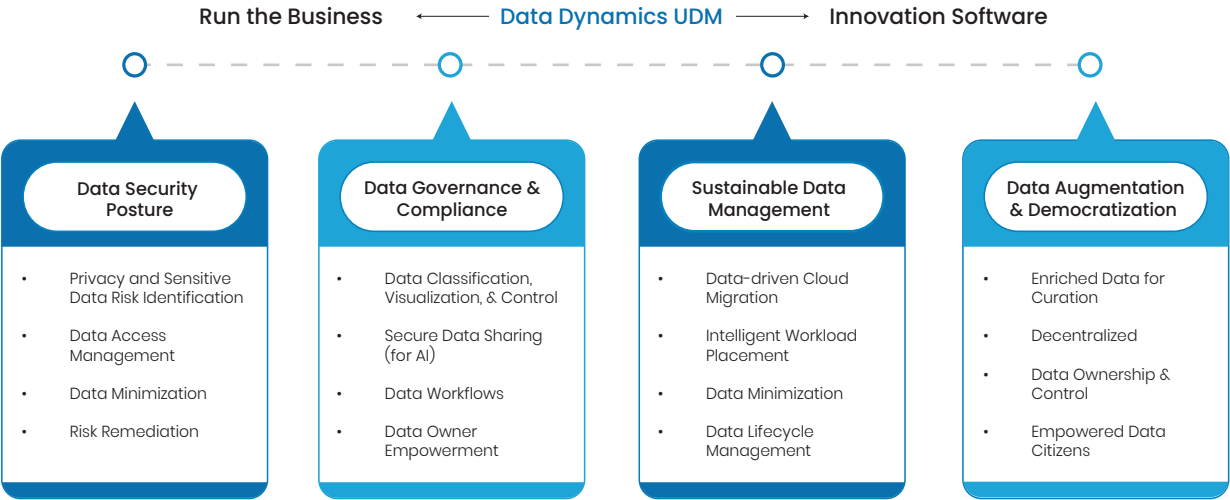 Run the Business
Data Dynamics UDM
Innovation Software
Data Security
Posture
• Privacy and Sensitive
Data Risk Identification
• Data Access
Management
• Data Minimization
• Risk Remediation
Data Governance &
Compliance
• Data Classification,
Visualization, & Control
• Secure Data Sharing
(for AI)
• Data Workflows
• Data Owner
Empowerment
Sustainable Data
Management
• Data-driven Cloud
Migration
• Intelligent Workload
Placement
• Data Minimization
• Data Lifecycle
Management
Data Augmentation
& Democratization
• Enriched Data for
Curation
• Decentralized
• Data Ownership &
Control
• Empowered Data
Citizens